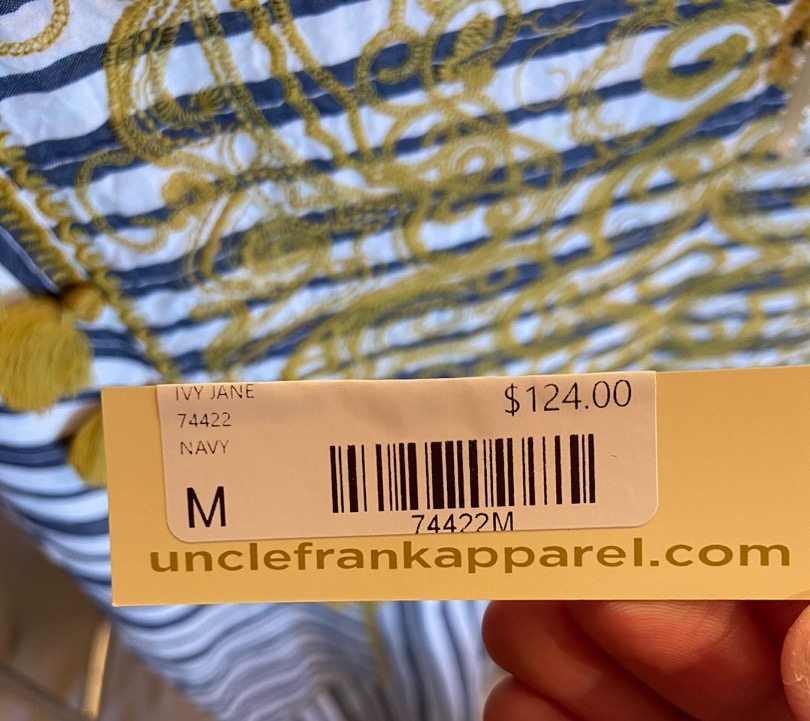 IVY JANE
$124.00
74422
NAVY
M
74422M
unclefrankapparel.com